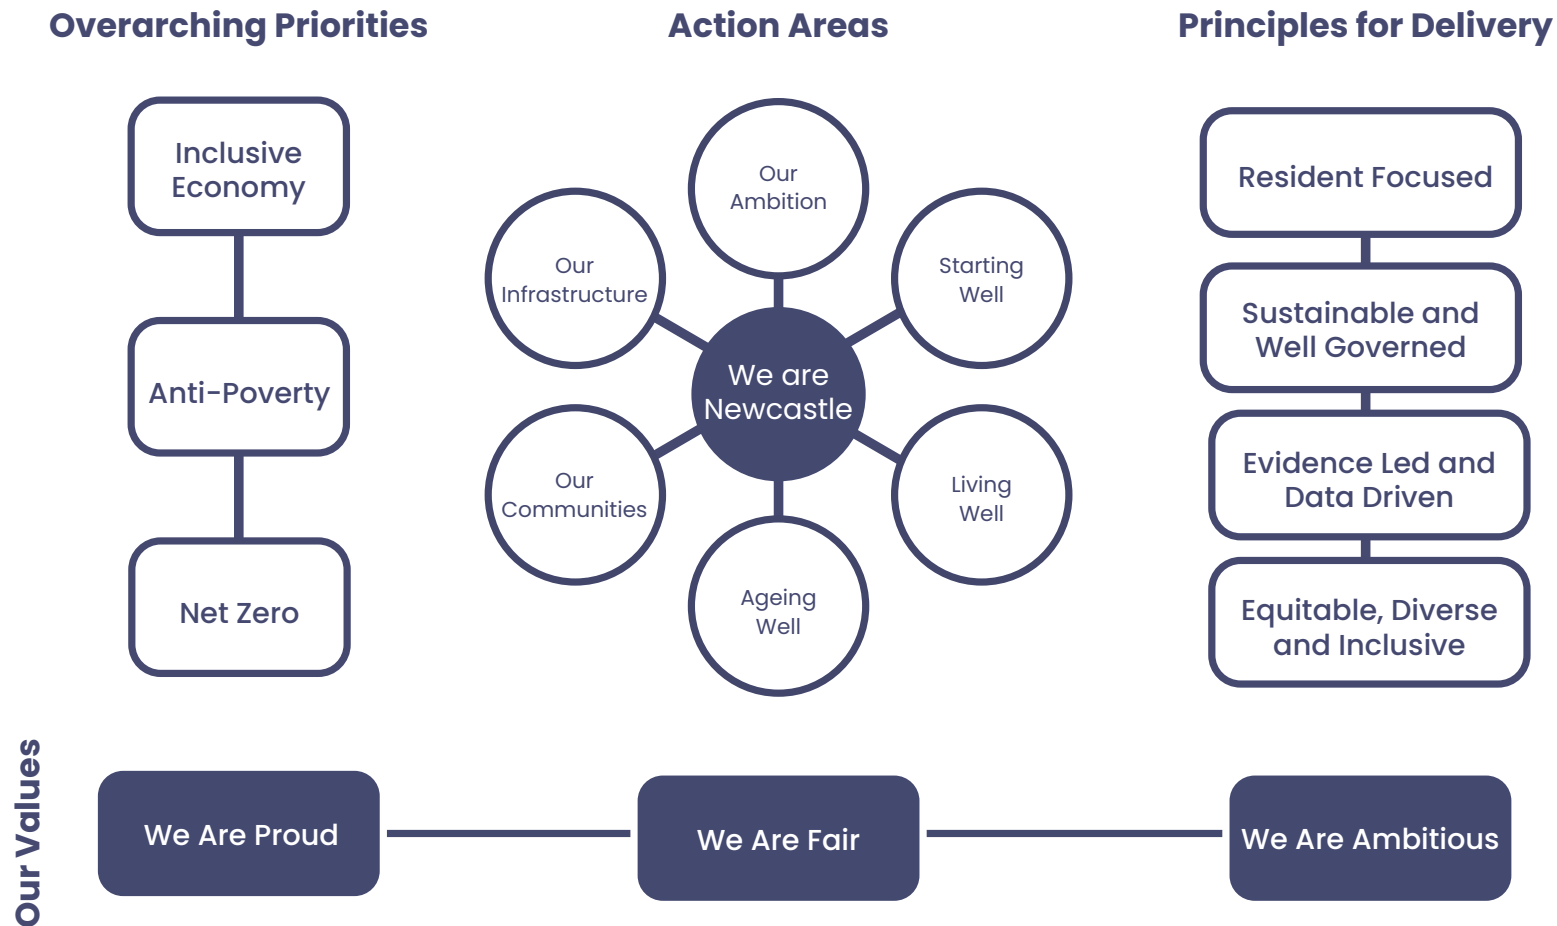 Overarching Priorities
Inclusive
Economy
Anti-Poverty
Net Zero
Action Areas
Our
Ambition
Starting
Well
Living
Well
Ageing
Well
Our
Communities
Our
Infrastructure
We are
Newcastle
Principles for Delivery
Resident Focused
Sustainable and
Well Governed
Evidence Led and
Data Driven
Equitable, Diverse
and Inclusive
Our Values
We Are Proud
We Are Fair
We Are Ambitious